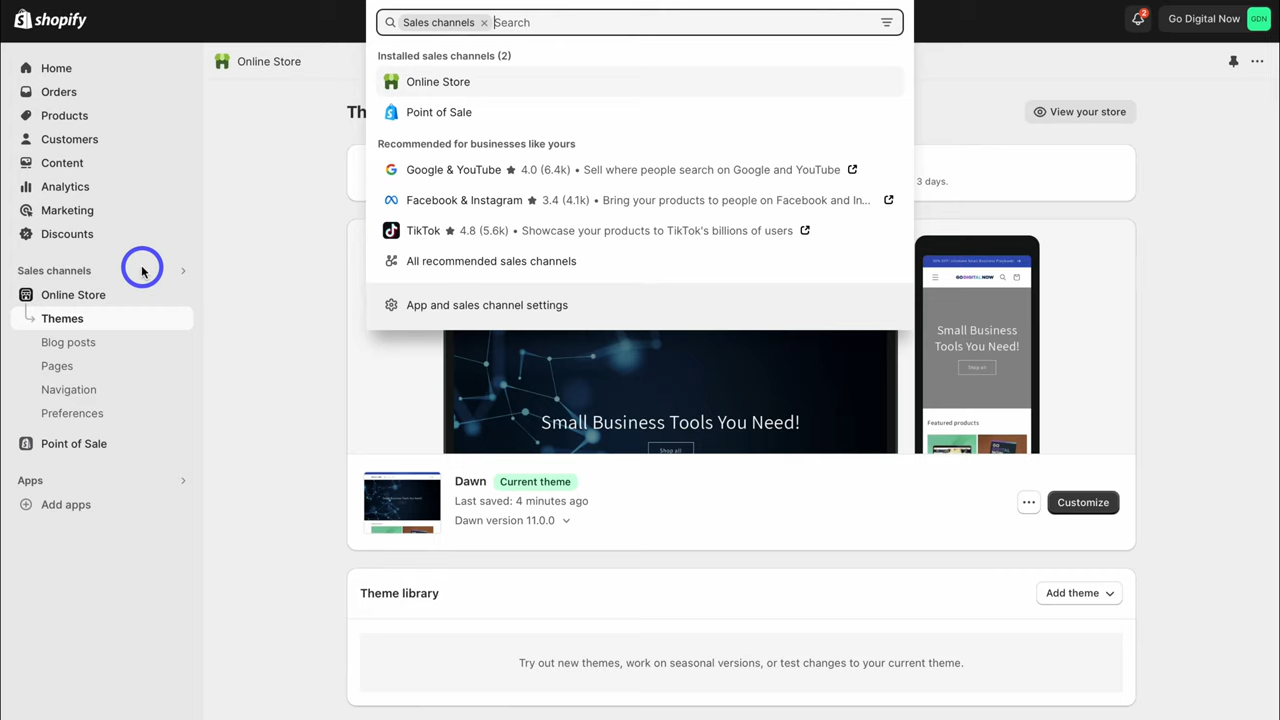 shopify
Sales channels × Search
2
Go Digital Now GDN
Home
Orders
Products
Customers
Content
Analytics
Marketing
Discounts
Sales channels
Online Store
Themes
Blog posts
Pages
Navigation
Preferences
Point of Sale
Apps
Add apps
Online Store
Installed sales channels (2)
Online Store
Point of Sale
Recommended for businesses like yours
Google & YouTube ★ 4.0 (6.4k) • Sell where people search on Google and YouTube
Facebook & Instagram ★ 3.4 (4.1k) • Bring your products to people on Facebook and In...
TikTok ★ 4.8 (5.6k) • Showcase your products to TikTok's billions of users
All recommended sales channels
App and sales channel settings
Th
View your store
3 days.
GODIGITALNOW
Small Business
Tools You Need!
Shop all
Featured products
Small Business Tools You Need!
Shop all
Dawn Current theme
Last saved: 4 minutes ago
Dawn version 11.0.0
Customize
Theme library
Add theme
Try out new themes, work on seasonal versions, or test changes to your current theme.